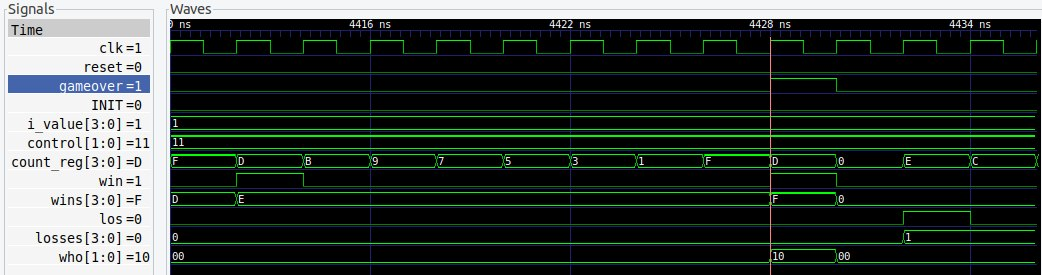 Signals Waves
Time 0 ns 4416 ns 4422 ns 4428 ns 4434 ns
clk=1
reset=0
gameover=1
INIT=0
i_value[3:0]=1 1
control[1:0]=11 11
count_reg[3:0]=D F D B 9 7 5 3 1 F D 0 E C
win=1
wins[3:0]=F D E F 0
los=0
losses[3:0]=0 0 1
who[1:0]=10 00 10 00